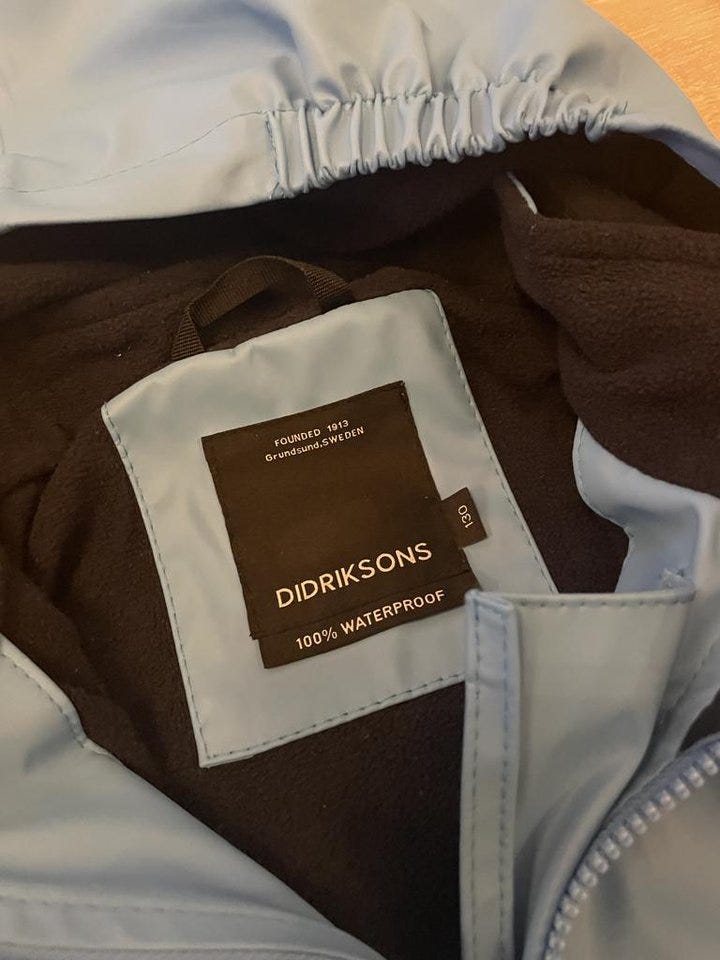 FOUNDED 1913
Grundsund,SWEDEN
130
DIDRIKSONS
100% WATERPROOF